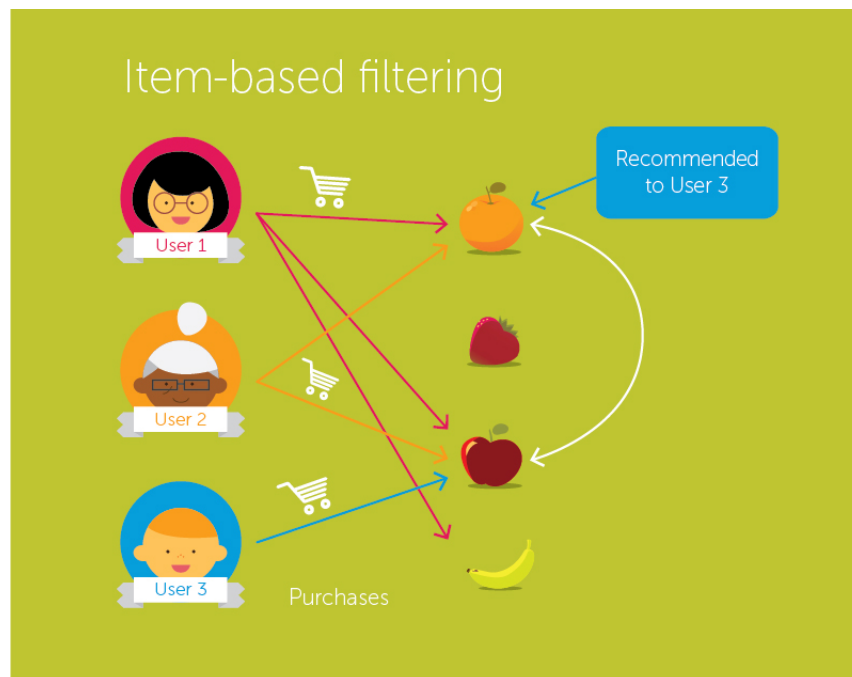 Item-based filtering
Recommended
to User 3
User 1
User 2
User 3
Purchases